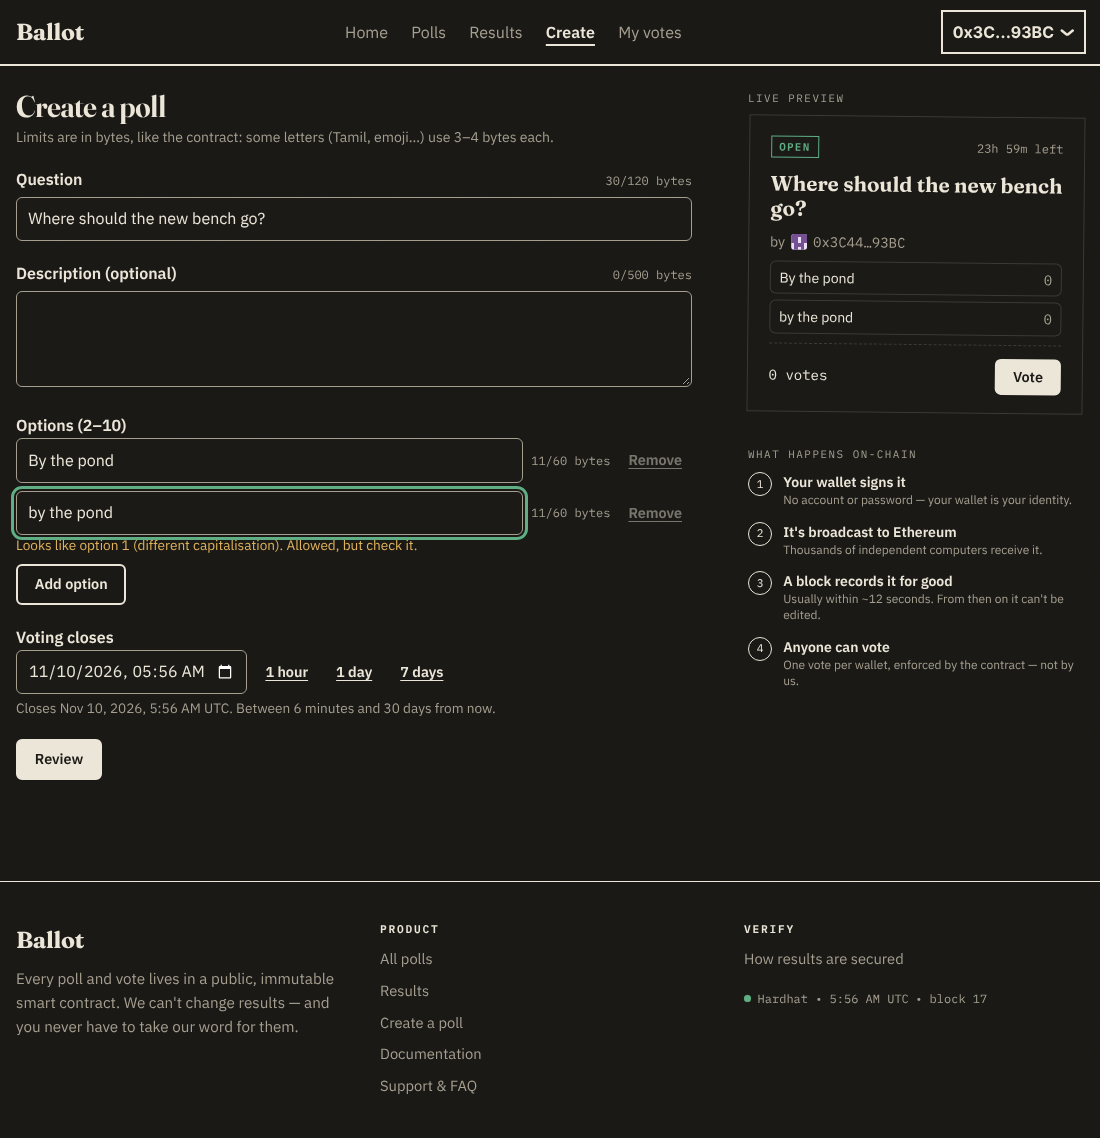 Ballot
Home Polls Results Create My votes
0x3C...93BC
Create a poll
Limits are in bytes, like the contract: some letters (Tamil, emoji…) use 3–4 bytes each.
Question 30/120 bytes
Where should the new bench go?
Description (optional) 0/500 bytes
Options (2–10)
By the pond 11/60 bytes Remove
by the pond 11/60 bytes Remove
Looks like option 1 (different capitalisation). Allowed, but check it.
Add option
Voting closes
11/10/2026, 05:56 AM 1 hour 1 day 7 days
Closes Nov 10, 2026, 5:56 AM UTC. Between 6 minutes and 30 days from now.
Review
LIVE PREVIEW
OPEN 23h 59m left
Where should the new bench
go?
by 0x3C44…93BC
By the pond 0
by the pond 0
0 votes Vote
WHAT HAPPENS ON-CHAIN
1 Your wallet signs it
No account or password — your wallet is your identity.
2 It's broadcast to Ethereum
Thousands of independent computers receive it.
3 A block records it for good
Usually within ~12 seconds. From then on it can't be
edited.
4 Anyone can vote
One vote per wallet, enforced by the contract — not by
us.
Ballot
Every poll and vote lives in a public, immutable
smart contract. We can't change results — and
you never have to take our word for them.
PRODUCT
All polls
Results
Create a poll
Documentation
Support & FAQ
VERIFY
How results are secured
Hardhat • 5:56 AM UTC • block 17